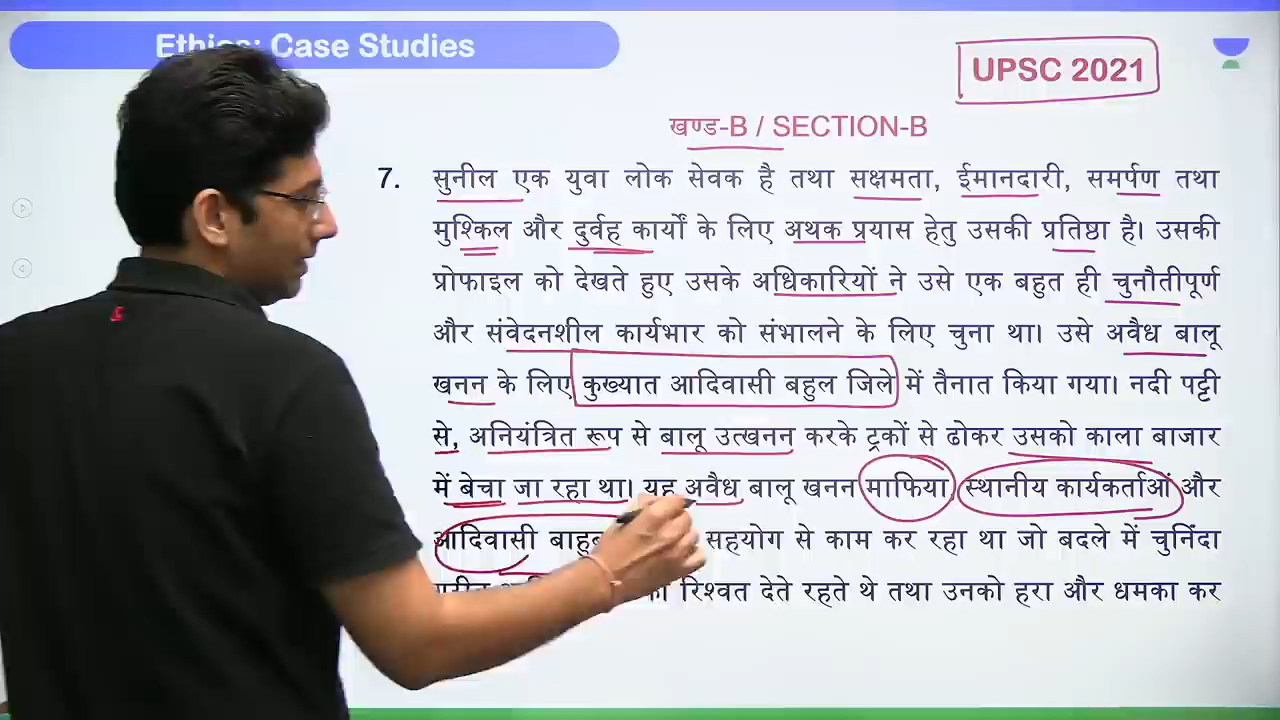 Ethics: Case Studies
UPSC 2021
खण्ड-B / SECTION-B
7. सुनील एक युवा लोक सेवक है तथा सक्षमता, ईमानदारी, समर्पण तथा
मुश्किल और दुर्वह कार्यों के लिए अथक प्रयास हेतु उसकी प्रतिष्ठा है। उसकी
प्रोफाइल को देखते हुए उसके अधिकारियों ने उसे एक बहुत ही चुनौतीपूर्ण
और संवेदनशील कार्यभार को संभालने के लिए चुना था। उसे अवैध बालू
खनन के लिए कुख्यात आदिवासी बहुल जिले में तैनात किया गया। नदी पट्टी
से, अनियंत्रित रूप से बालू उत्खनन करके ट्रकों से ढोकर उसको काला बाजार
में बेचा जा रहा था। यह अवैध बालू खनन माफिया स्थानीय कार्यकर्ताओं और
आदिवासी सहयोग से काम कर रहा था जो बदले में चुनिंदा
रिश्वत देते रहते थे तथा उनको हरा और धमका कर